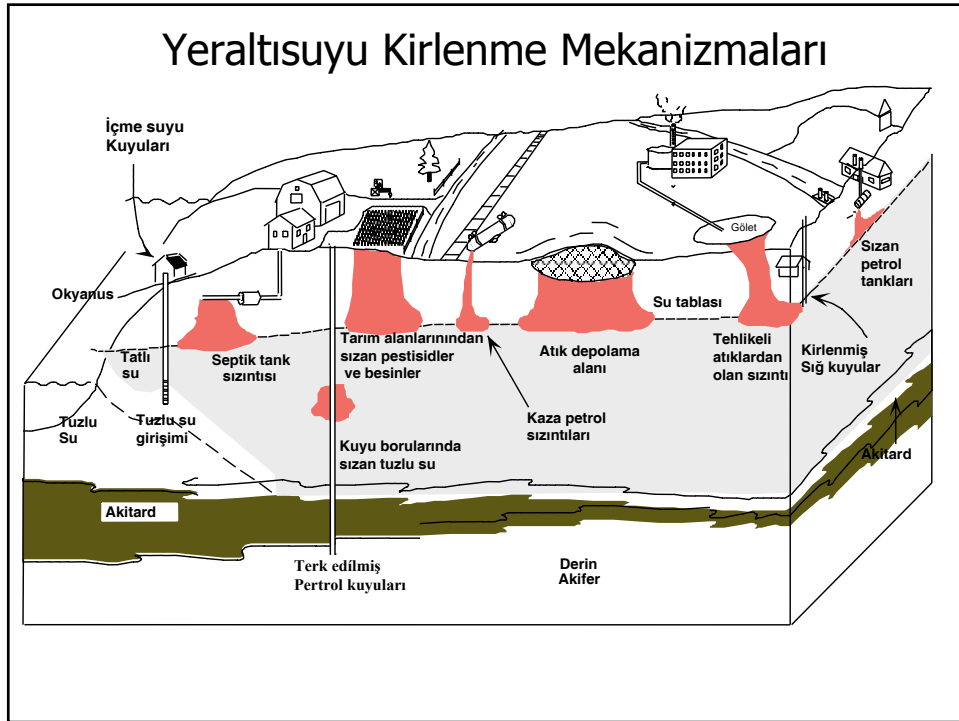 Yeraltısuyu Kirlenme Mekanizmaları
İçme suyu
Kuyuları
Okyanus
Gölet
Sızan
petrol
tankları
Su tablası
Tatlı
su
Septik tank
sızıntısı
Tarım alanlarınından
sızan pestisidler
ve besinler
Atık depolama
alanı
Tehlikeli
atıklardan
olan sızıntı
Kirlenmiş
Sığ kuyular
Tuzlu
Su
Tuzlu su
girişimi
Kaza petrol
sızıntıları
Kuyu borularında
sızan tuzlu su
Akitard
Akitard
Terk edilmiş
Pertrol kuyuları
Derin
Akifer